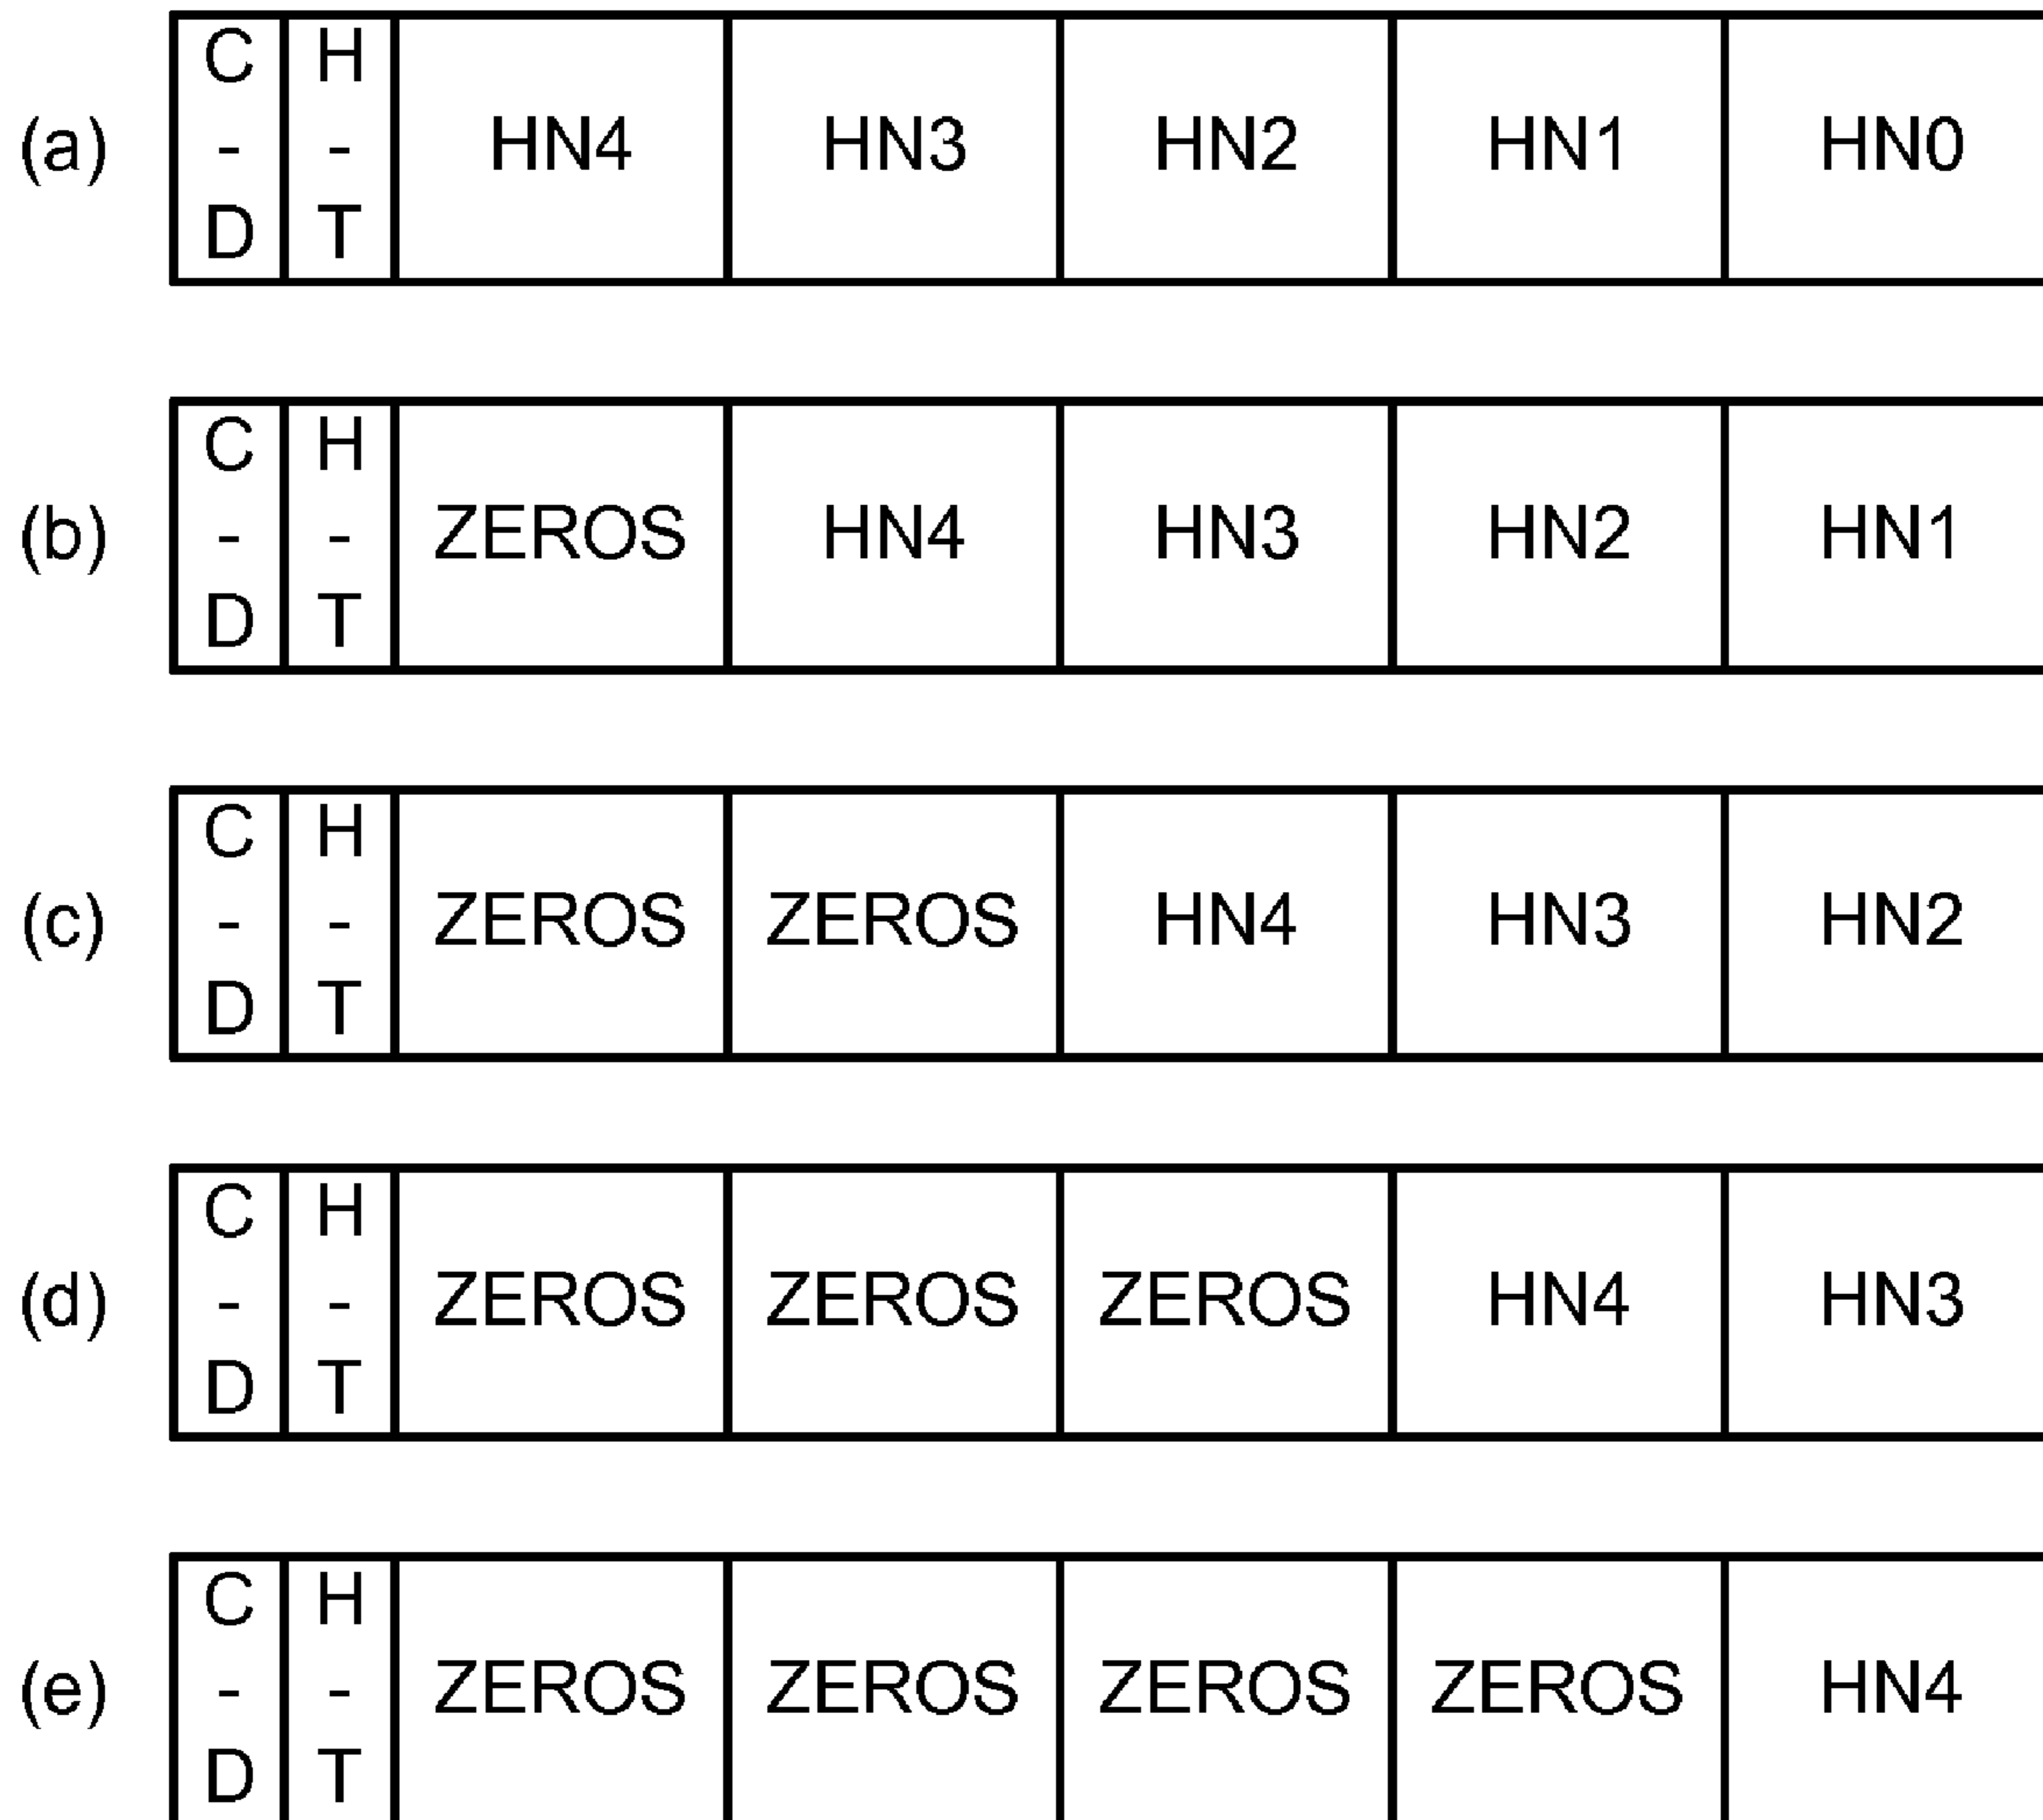 C H
(a) - - HN4 HN3 HN2 HN1 HN0
D T
C H
(b) - - ZEROS HN4 HN3 HN2 HN1
D T
C H
(c) - - ZEROS ZEROS HN4 HN3 HN2
D T
C H
(d) - - ZEROS ZEROS ZEROS HN4 HN3
D T
C H
(e) - - ZEROS ZEROS ZEROS ZEROS HN4
D T